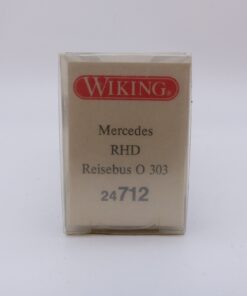 WIKING®
Mercedes
RHD
Reisebus O 303
24712